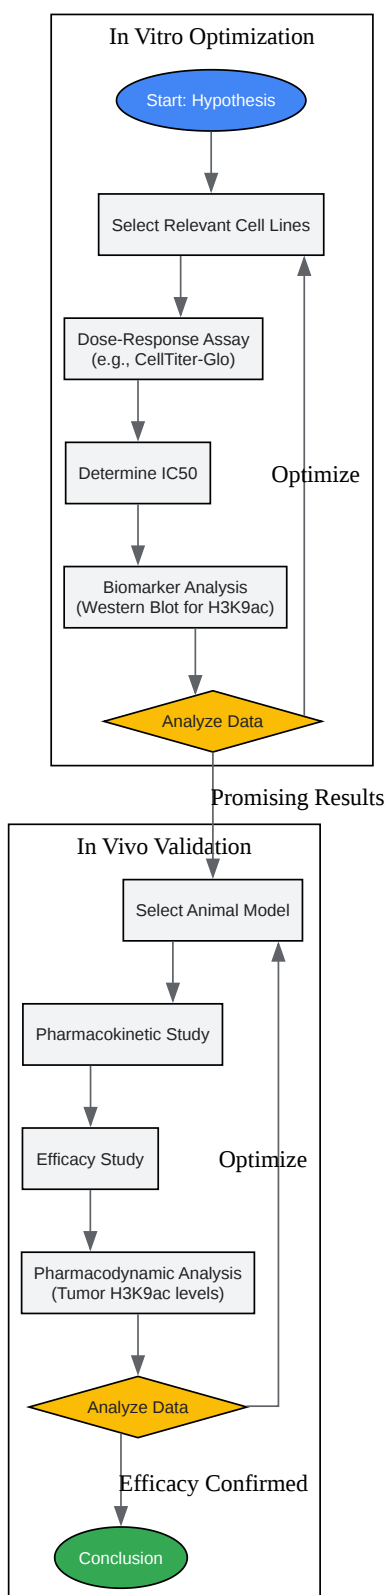 In Vitro Optimization
Start: Hypothesis
Select Relevant Cell Lines
Dose-Response Assay
(e.g., CellTiter-Glo)
Determine IC50
Optimize
Biomarker Analysis
(Western Blot for H3K9ac)
Analyze Data
Promising Results
In Vivo Validation
Select Animal Model
Pharmacokinetic Study
Efficacy Study
Optimize
Pharmacodynamic Analysis
(Tumor H3K9ac levels)
Analyze Data
Efficacy Confirmed
Conclusion